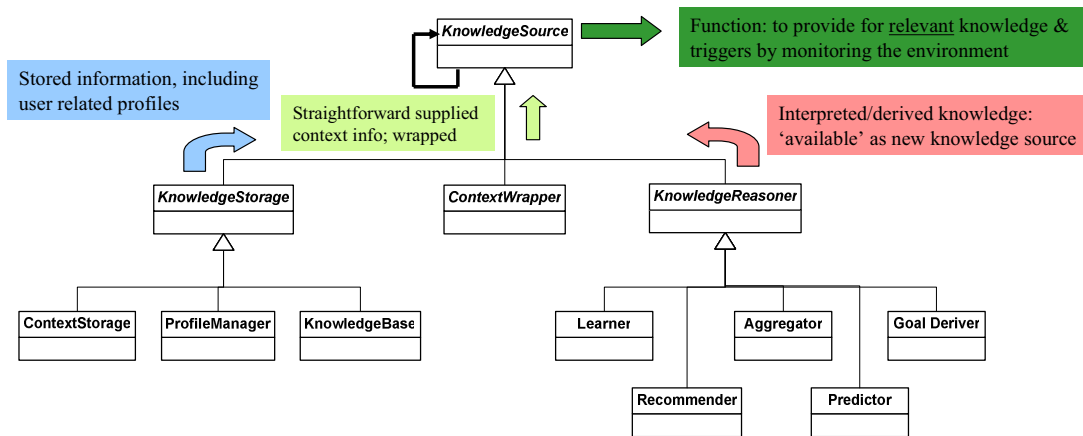 KnowledgeSource
Function: to provide for relevant knowledge &
triggers by monitoring the environment
Stored information, including
user related profiles
Straightforward supplied
context info; wrapped
Interpreted/derived knowledge:
‘available’ as new knowledge source
KnowledgeStorage
ContextWrapper
KnowledgeReasoner
ContextStorage
ProfileManager
KnowledgeBase
Learner
Aggregator
Goal Deriver
Recommender
Predictor